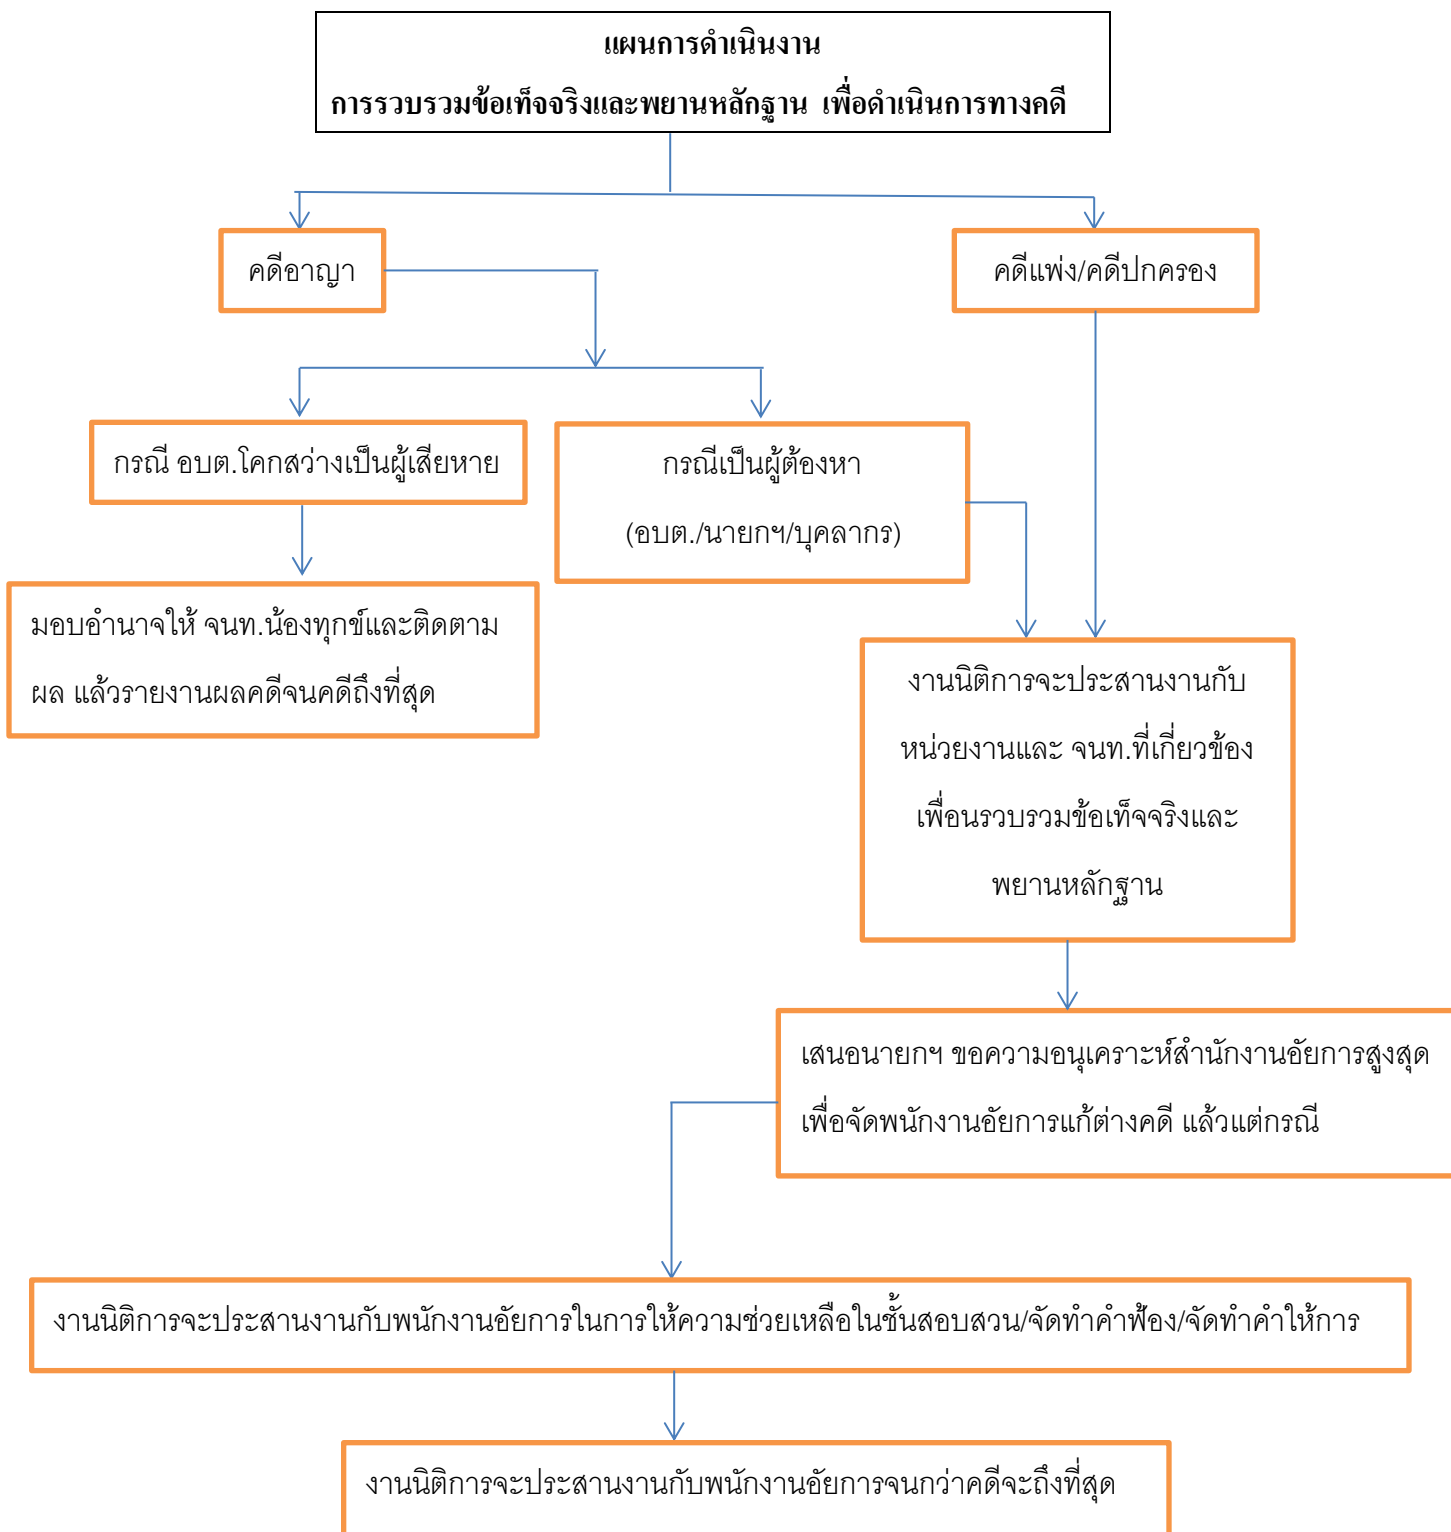 แผนการดำเนินงาน
การรวบรวมข้อเท็จจริงและพยานหลักฐาน เพื่อดำเนินการทางคดี
คดีอาญา
คดีแพ่ง/คดีปกครอง
กรณี อบต.โคกสว่างเป็นผู้เสียหาย
กรณีเป็นผู้ต้องหา
(อบต./นายกฯ/บุคลากร)
มอบอำนาจให้ จนท.น้องทุกข์และติดตาม
ผล แล้วรายงานผลคดีจนคดีถึงที่สุด
งานนิติการจะประสานงานกับ
หน่วยงานและ จนท.ที่เกี่ยวข้อง
เพื่อนรวบรวมข้อเท็จจริงและ
พยานหลักฐาน
เสนอนายกฯ ขอความอนุเคราะห์สำนักงานอัยการสูงสุด
เพื่อจัดพนักงานอัยการแก้ต่างคดี แล้วแต่กรณี
งานนิติการจะประสานงานกับพนักงานอัยการในการให้ความช่วยเหลือในชั้นสอบสวน/จัดทำคำฟ้อง/จัดทำคำให้การ
งานนิติการจะประสานงานกับพนักงานอัยการจนกว่าคดีจะถึงที่สุด